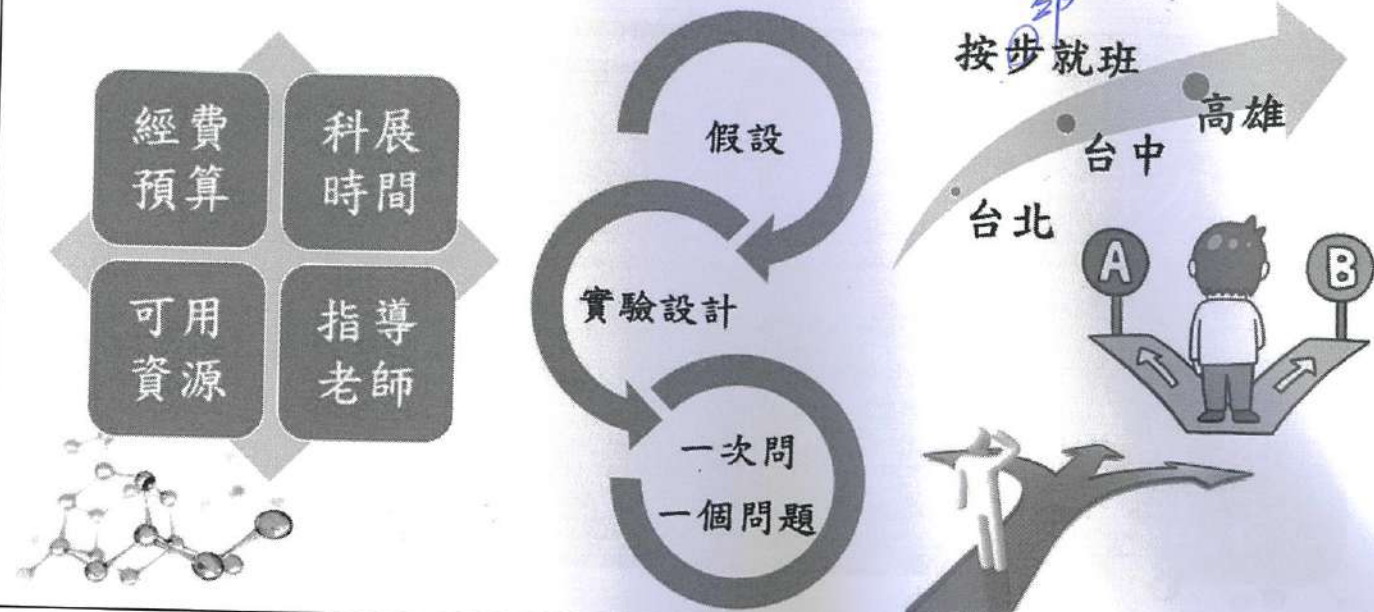 經費
預算
科展
時間
可用
資源
指導
老師
假設
實驗設計
一次問
一個問題
部
按步就班
台北
台中
高雄
A
B